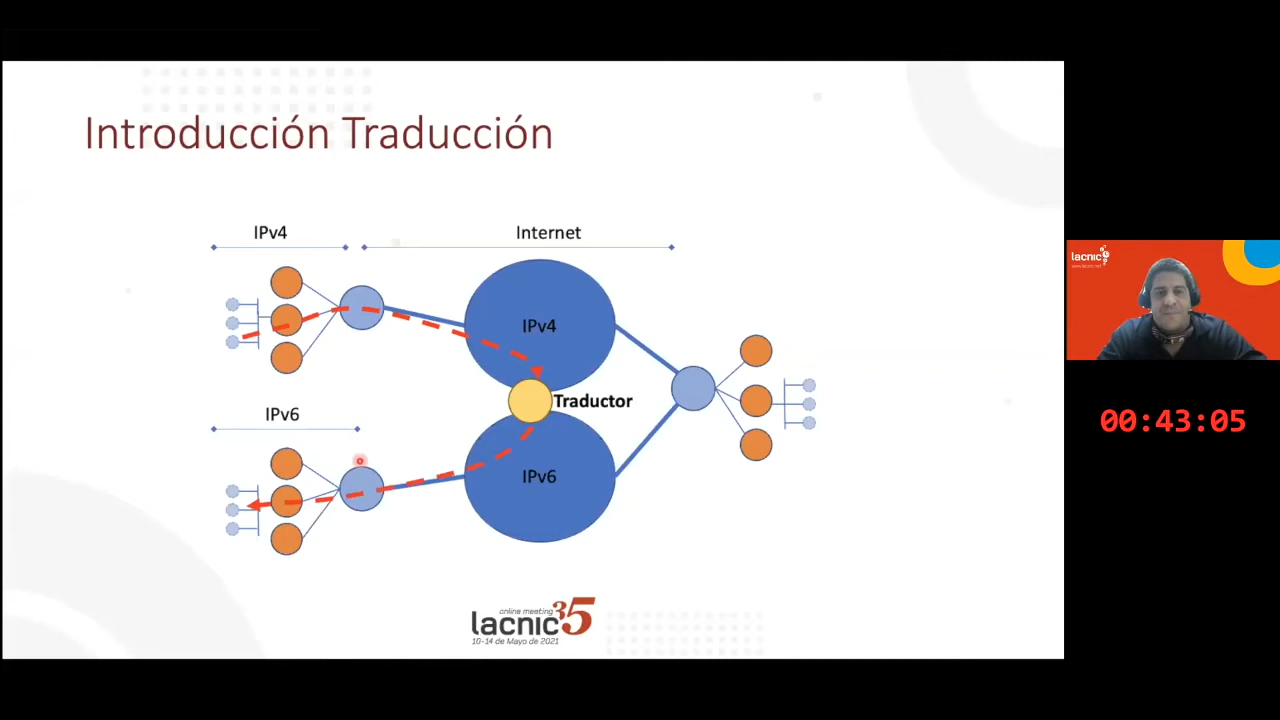 Introducción Traducción
IPv4
Internet
IPv4
Traductor
IPv6
IPv6
online meeting
lacnic35
10-14 de Mayo de 2021
lacnic
00:43:05